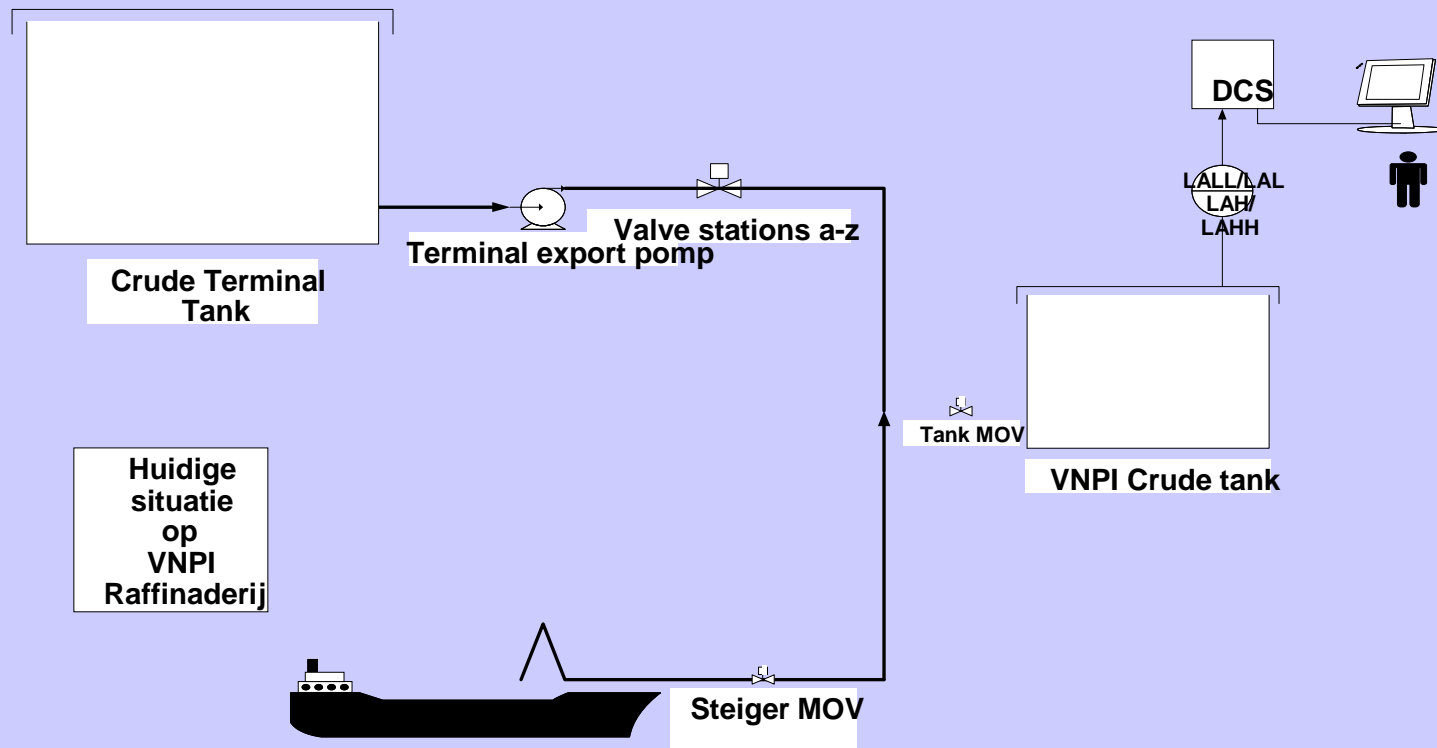 DCS
LALL/LAL
LAH/
LAHH
Valve stations a-z
Terminal export pomp
Crude Terminal
Tank
Tank MOV
VNPI Crude tank
Huidige
situatie
op
VNPI
Raffinaderij
Steiger MOV